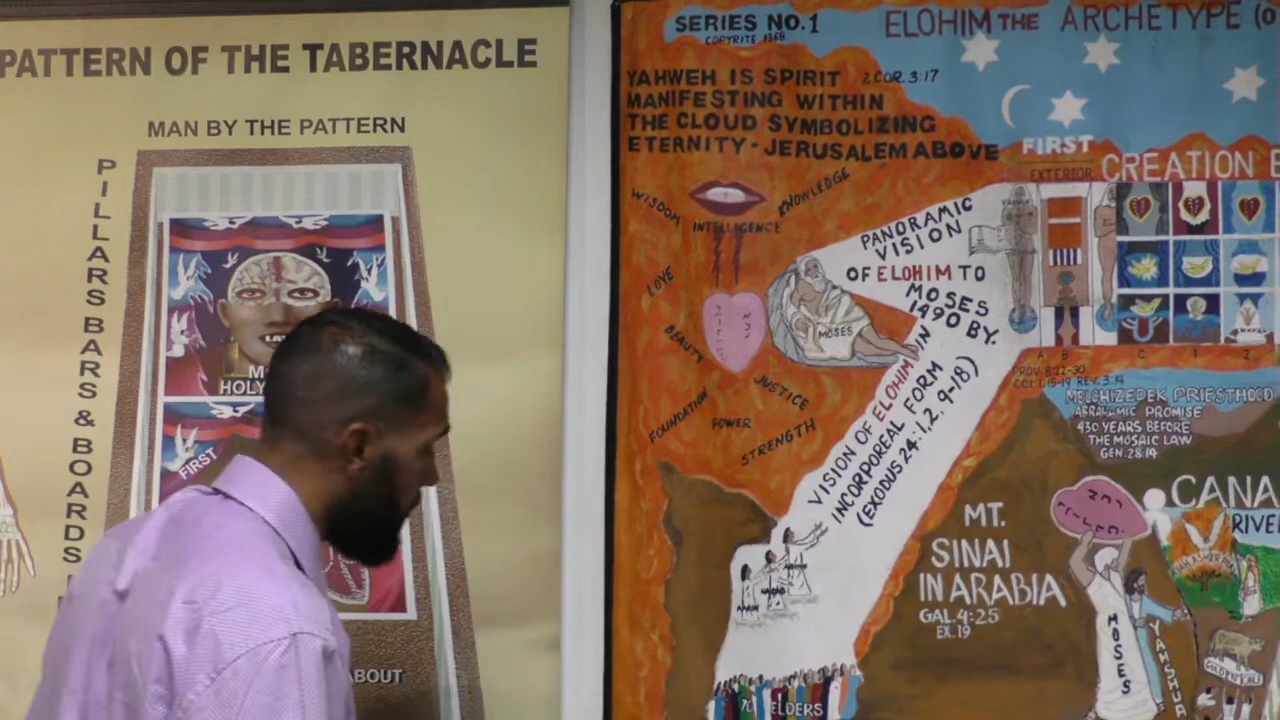 PATTERN OF THE TABERNACLE
MAN BY THE PATTERN
PILLARS BARS & BOARDS
HOLY
FIRST
ABOUT
SERIES NO.1
COPYRITE 1968
ELOHIM THE ARCHETYPE
YAHWEH IS SPIRIT 2 COR. 3:17
MANIFESTING WITHIN
THE CLOUD SYMBOLIZING
ETERNITY - JERUSALEM ABOVE
WISDOM
KNOWLEDGE
INTELLIGENCE
LOVE
BEAUTY
JUSTICE
FOUNDATION
POWER
STRENGTH
PANORAMIC
VISION
OF ELOHIM TO
MOSES
1490 BY.
MOSES
VISION OF ELOHIM IN
INCORPOREAL FORM
(EXODUS 24:1,2, 9-18)
FIRST
EXTERIOR
CREATION
A B C 1 2
PROV. 8:22-30
COL. 1:15-19 REV. 3:14
MELCHIZEDEK PRIESTHOOD
ABRAHAMIC PROMISE
430 YEARS BEFORE
THE MOSAIC LAW
GEN. 28:14
MT.
SINAI
IN ARABIA
GAL. 4:25
EX. 19
CANA
RIVE
MOSES
GOLDEN CALF
70 ELDERS